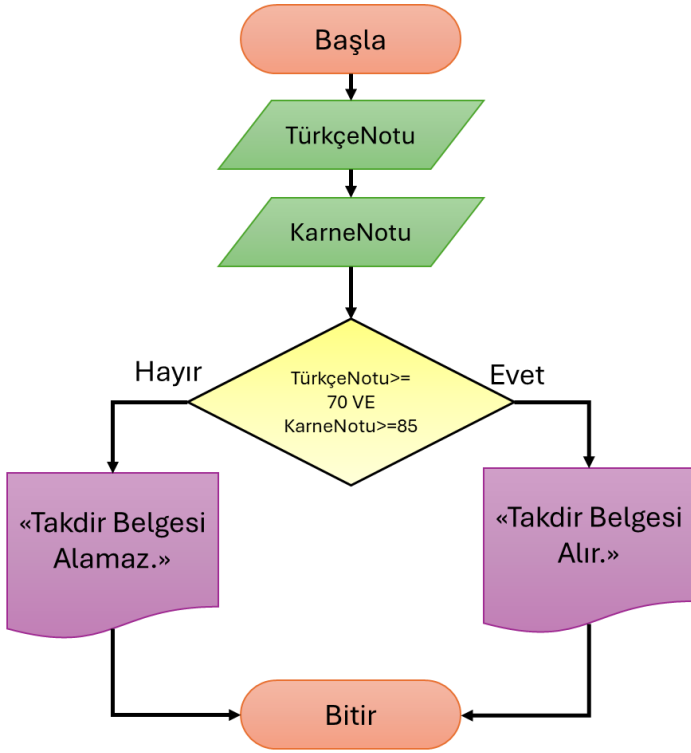 Başla
TürkçeNotu
KarneNotu
Hayır
Evet
TürkçeNotu>=
70 VE
KarneNotu>=85
«Takdir Belgesi
Alamaz.»
«Takdir Belgesi
Alır.»
Bitir